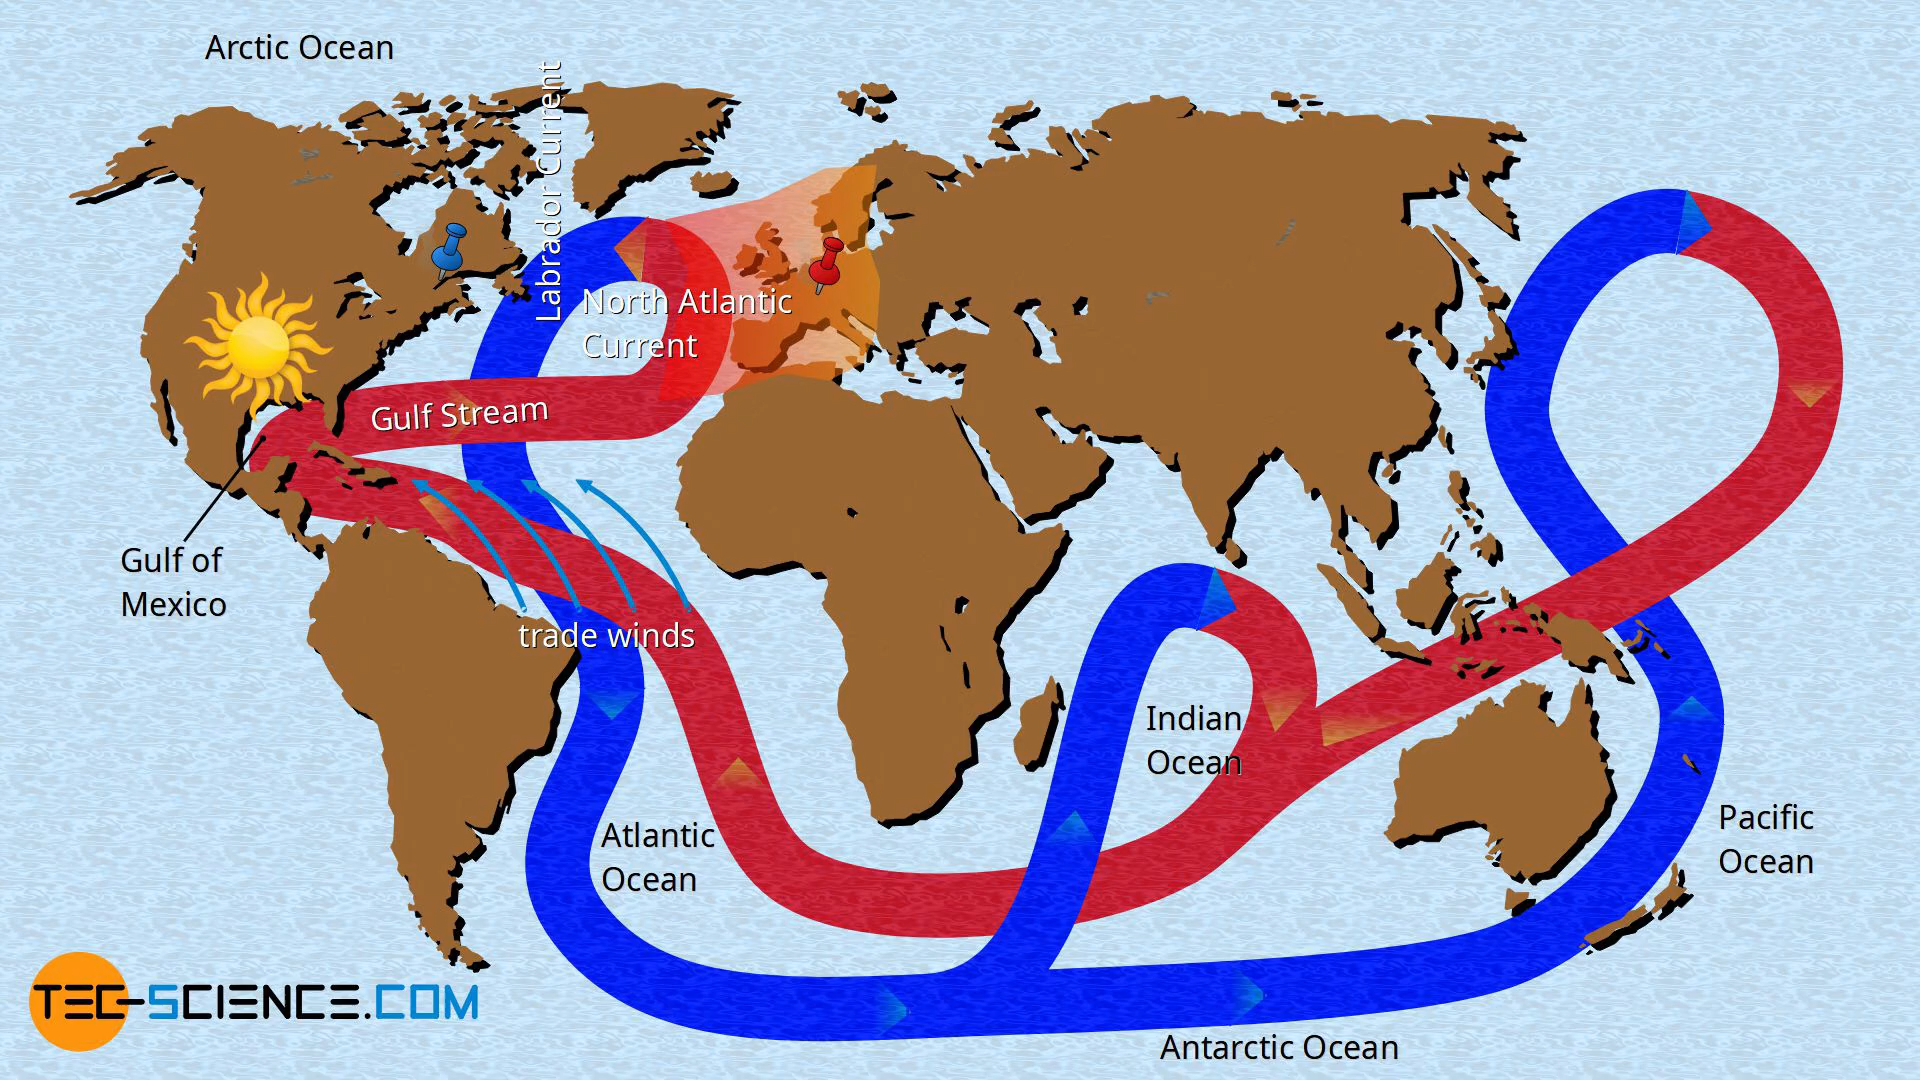 Arctic Ocean
Labrador Current
North Atlantic
Current
Gulf Stream
Gulf of
Mexico
trade winds
Indian
Ocean
Atlantic
Ocean
Pacific
Ocean
TEC-SCIENCE.COM
Antarctic Ocean